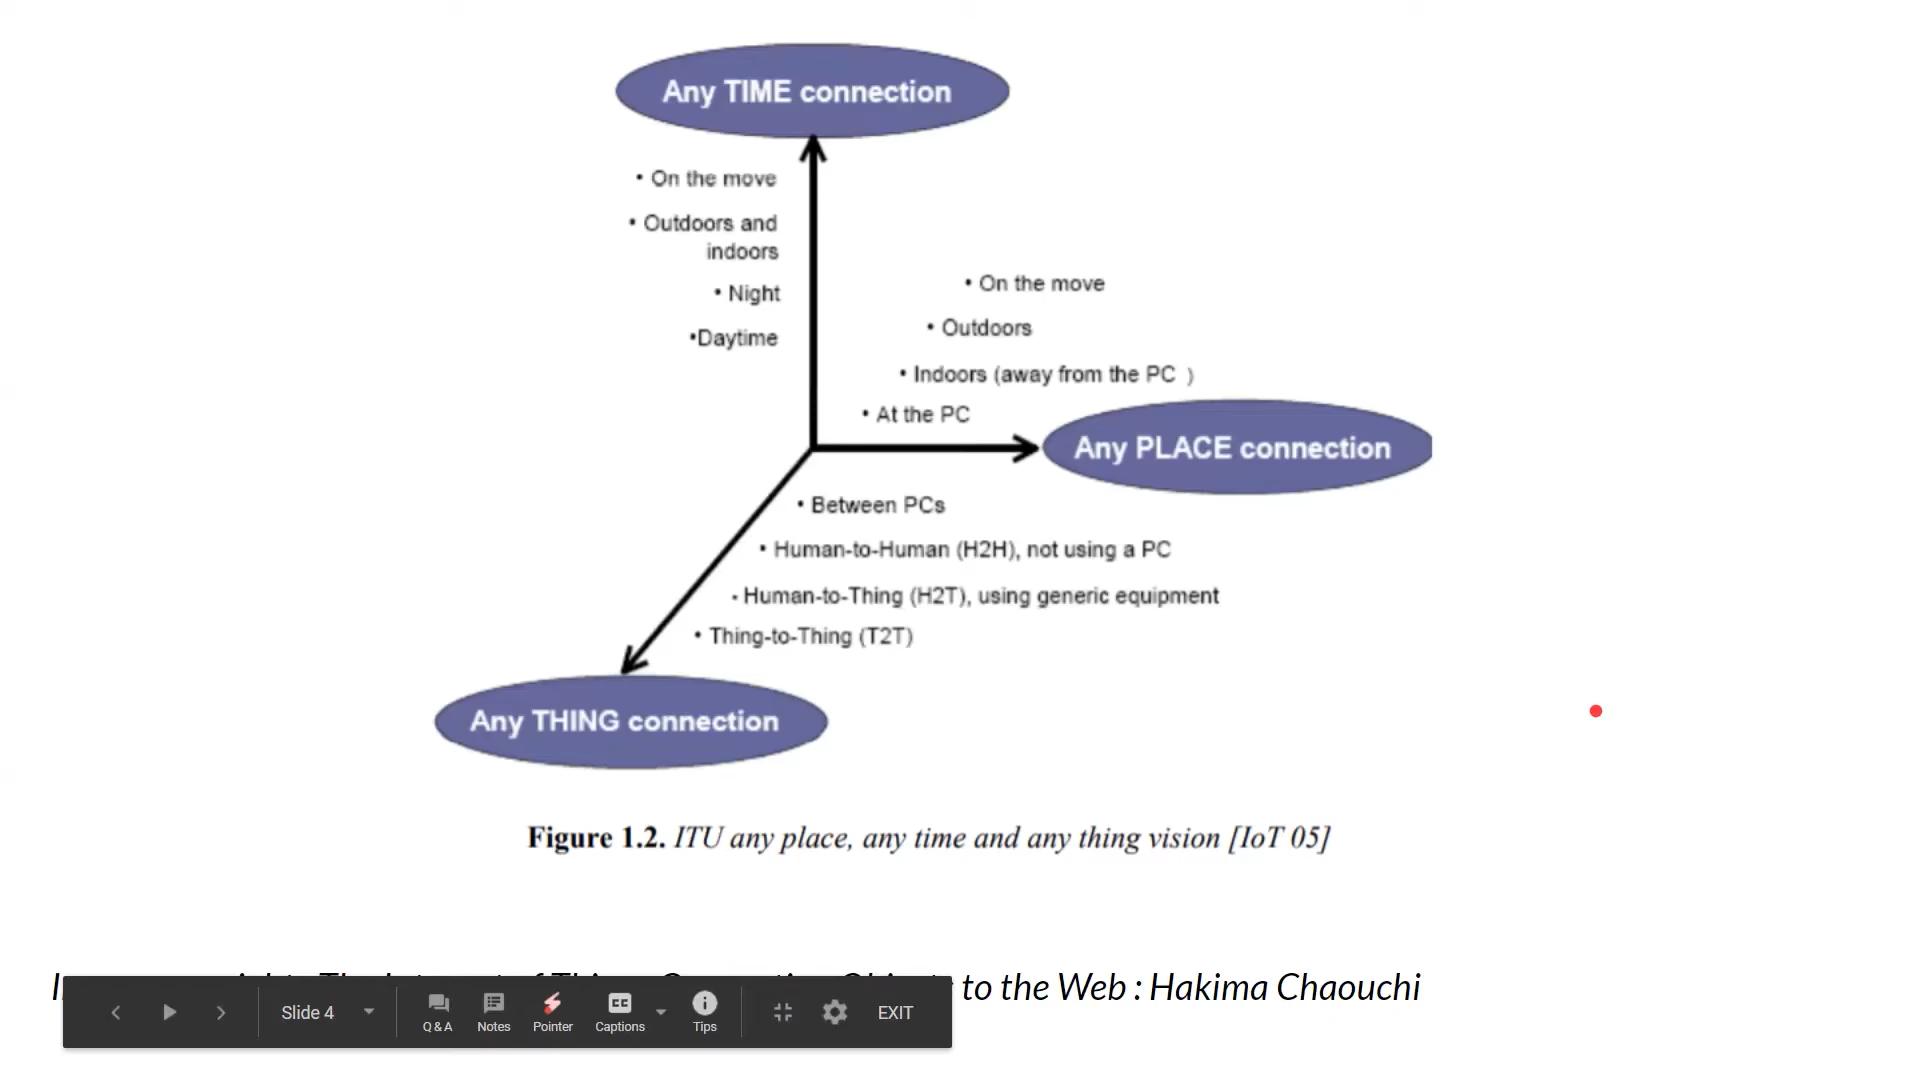 Any TIME connection
• On the move
• Outdoors and
indoors
• Night
•Daytime
• On the move
• Outdoors
• Indoors (away from the PC )
• At the PC
Any PLACE connection
• Between PCs
• Human-to-Human (H2H), not using a PC
• Human-to-Thing (H2T), using generic equipment
• Thing-to-Thing (T2T)
Any THING connection
Figure 1.2. ITU any place, any time and any thing vision [IoT 05]
to the Web : Hakima Chaouchi
Slide 4
Q & A
Notes
Pointer
CC
Captions
Tips
EXIT